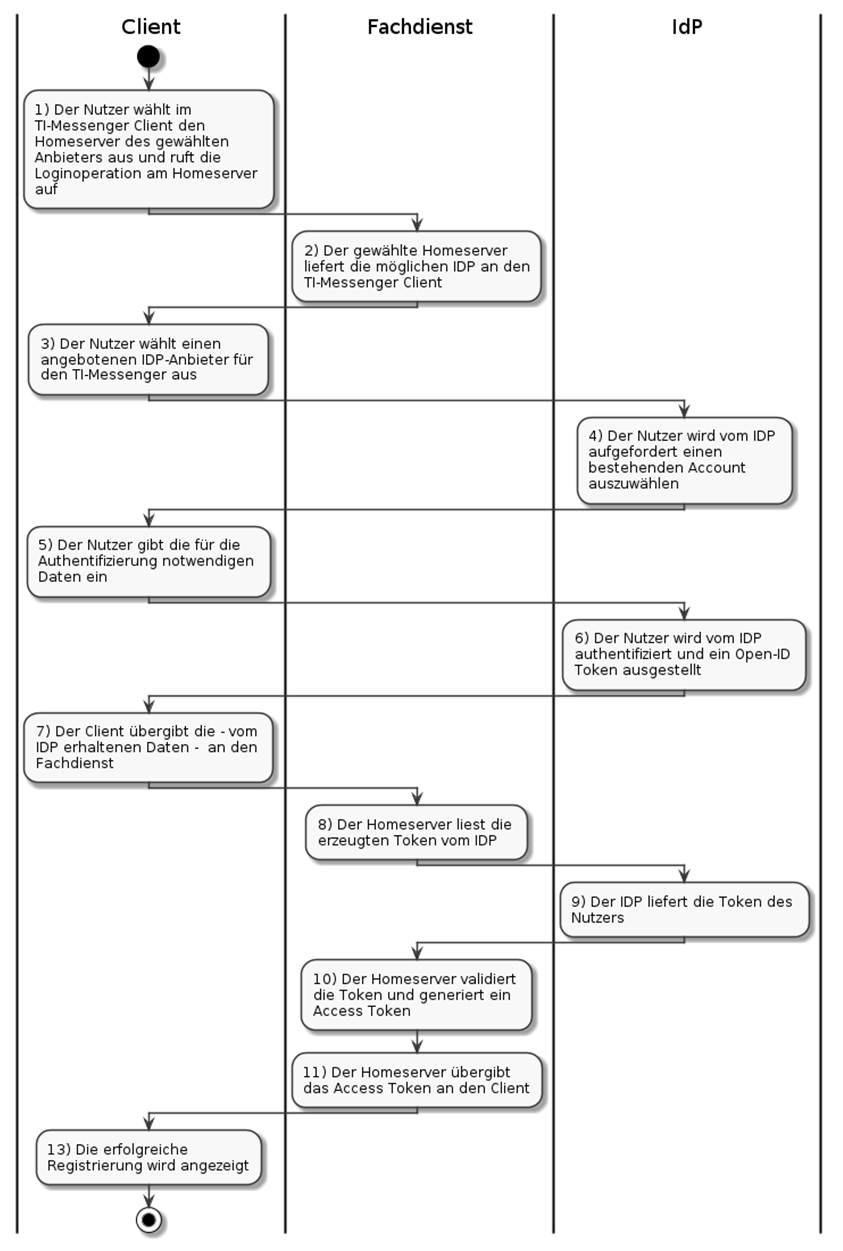 Client
Fachdienst
IdP
1) Der Nutzer wählt im
TI-Messenger Client den
Homeserver des gewählten
Anbieters aus und ruft die
Loginoperation am Homeserver
auf
2) Der gewählte Homeserver
liefert die möglichen IDP an den
TI-Messenger Client
3) Der Nutzer wählt einen
angebotenen IDP-Anbieter für
den TI-Messenger aus
4) Der Nutzer wird vom IDP
aufgefordert einen
bestehenden Account
auszuwählen
5) Der Nutzer gibt die für die
Authentifizierung notwendigen
Daten ein
6) Der Nutzer wird vom IDP
authentifiziert und ein Open-ID
Token ausgestellt
7) Der Client übergibt die - vom
IDP erhaltenen Daten -  an den
Fachdienst
8) Der Homeserver liest die
erzeugten Token vom IDP
9) Der IDP liefert die Token des
Nutzers
10) Der Homeserver validiert
die Token und generiert ein
Access Token
11) Der Homeserver übergibt
das Access Token an den Client
13) Die erfolgreiche
Registrierung wird angezeigt